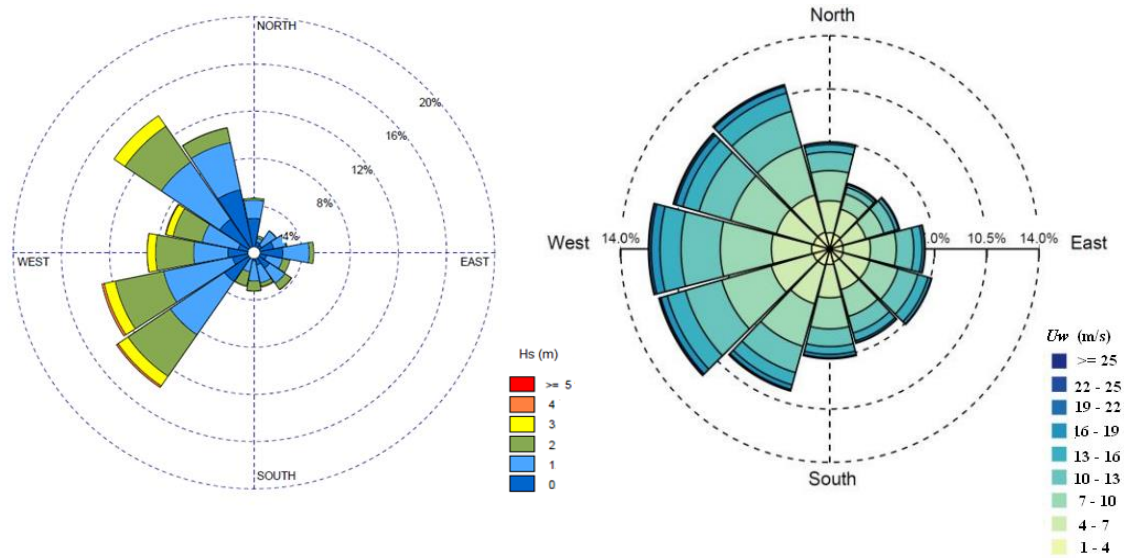 NORTH
20%
16%
12%
8%
4%
WEST
EAST
SOUTH
Hs (m)
>= 5
4
3
2
1
0
North
West
14.0%
.0%
10.5%
14.0%
East
South
Uw (m/s)
>= 25
22 - 25
19 - 22
16 - 19
13 - 16
10 - 13
7 - 10
4 - 7
1 - 4